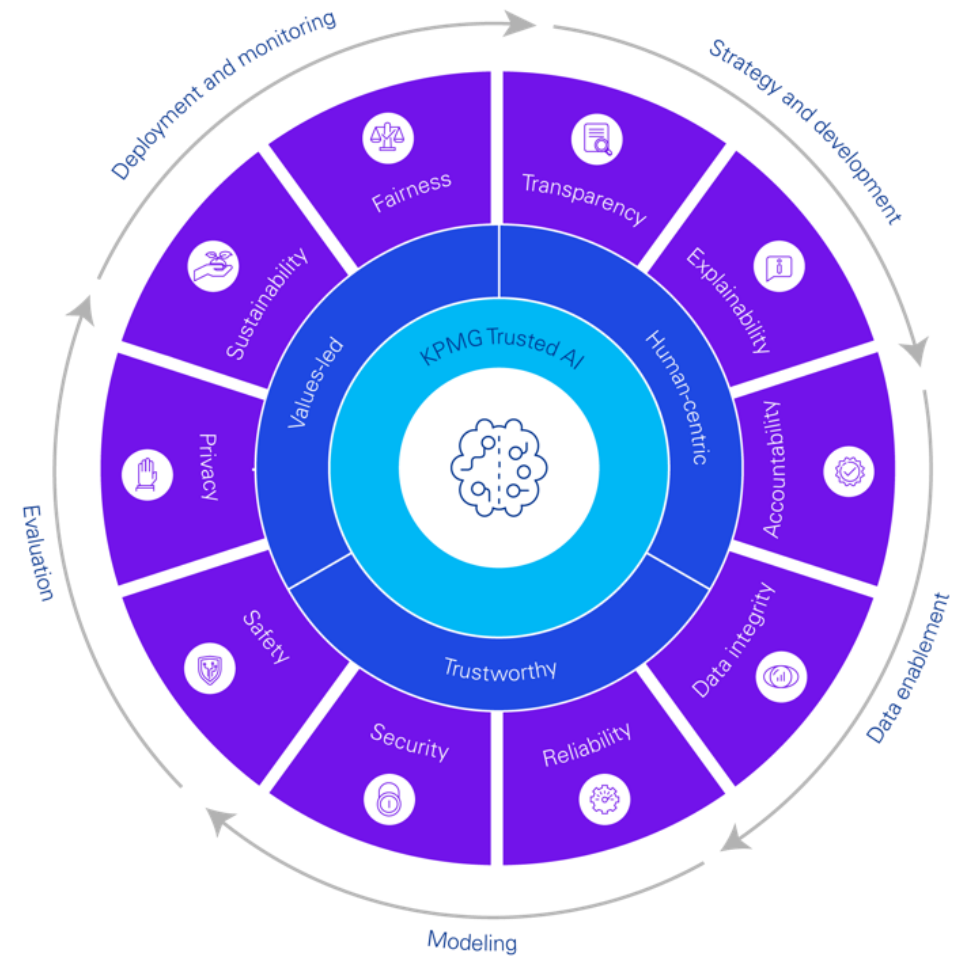 Deployment and monitoring
Strategy and development
Data enablement
Modeling
Evaluation
Fairness
Transparency
Explainability
Accountability
Data integrity
Reliability
Security
Safety
Privacy
Sustainability
Values-led
Human-centric
Trustworthy
KPMG Trusted AI